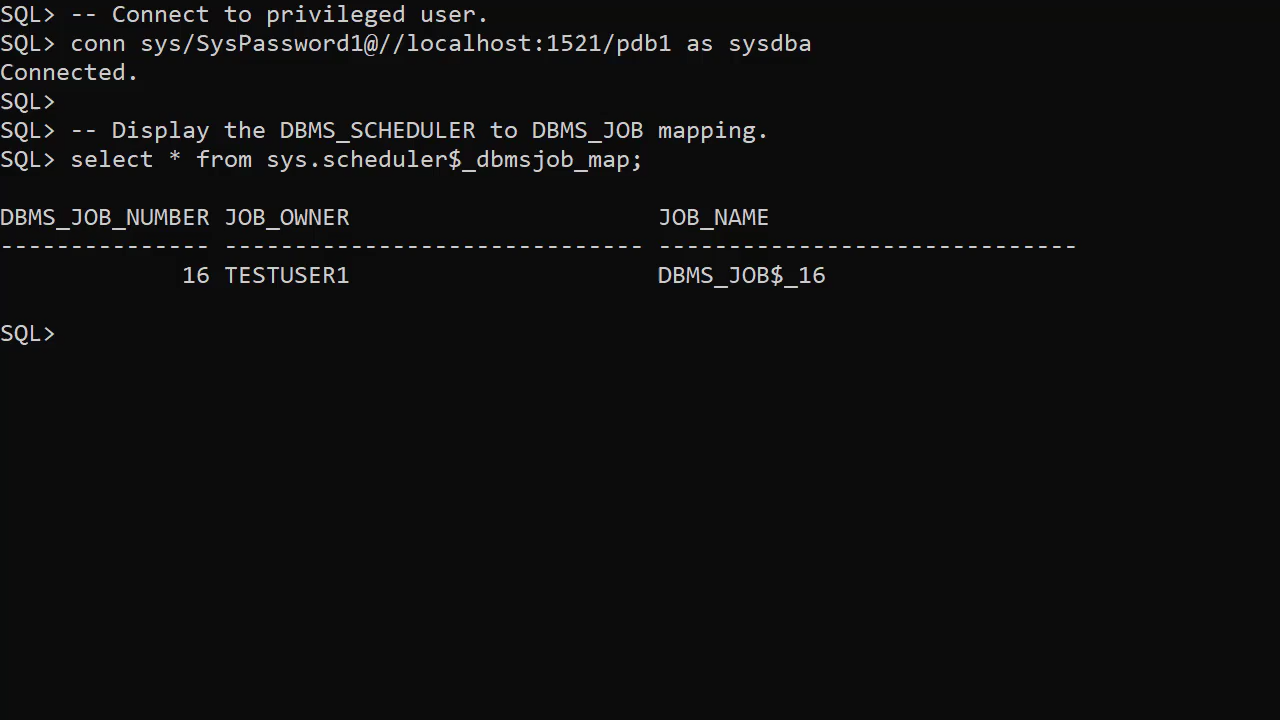 SQL> -- Connect to privileged user.
SQL> conn sys/SysPassword1@//localhost:1521/pdb1 as sysdba
Connected.
SQL>
SQL> -- Display the DBMS_SCHEDULER to DBMS_JOB mapping.
SQL> select * from sys.scheduler$_dbmsjob_map;

DBMS_JOB_NUMBER JOB_OWNER                      JOB_NAME
--------------- ------------------------------ ------------------------------
             16 TESTUSER1                      DBMS_JOB$_16

SQL>